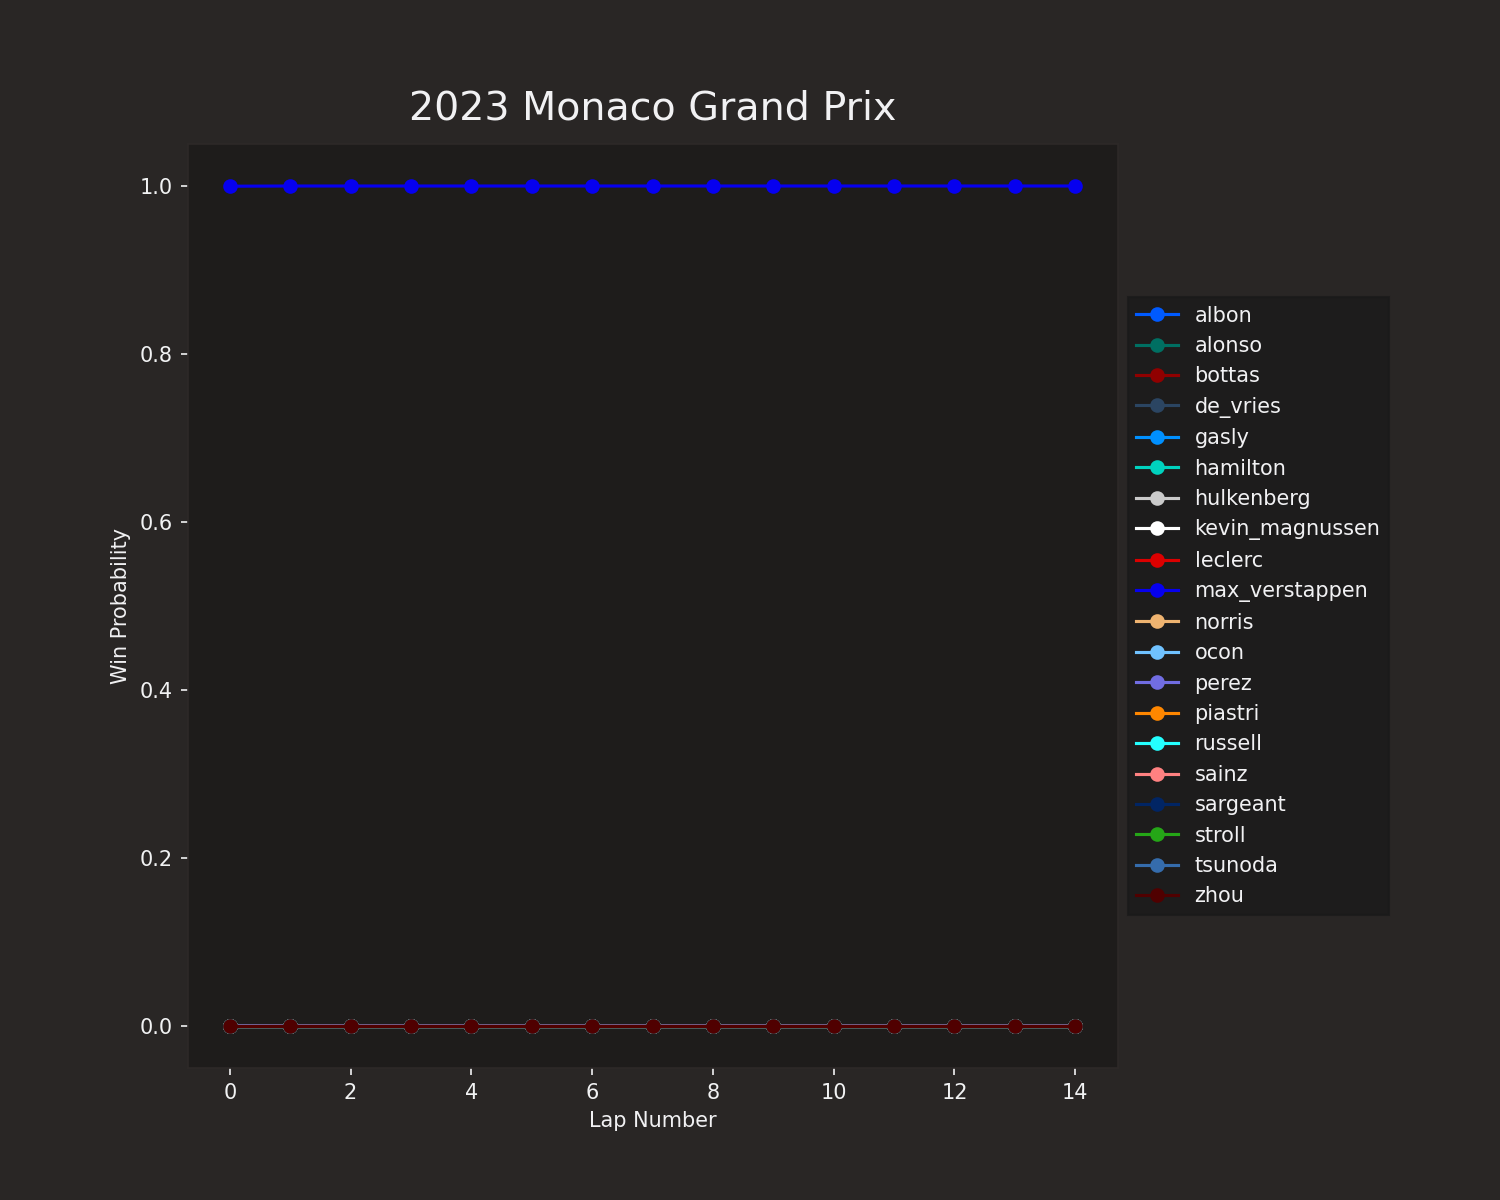 2023 Monaco Grand Prix
1.0
0.8
0.6
0.4
0.2
0.0
Win Probability
0 2 4 6 8 10 12 14
Lap Number
albon
alonso
bottas
de_vries
gasly
hamilton
hulkenberg
kevin_magnussen
leclerc
max_verstappen
norris
ocon
perez
piastri
russell
sainz
sargeant
stroll
tsunoda
zhou